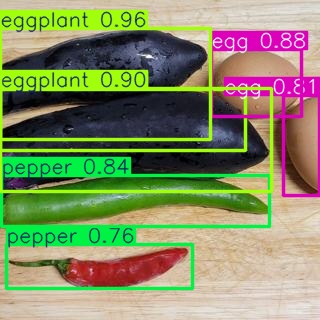 eggplant 0.96
egg 0.88
eggplant 0.90
egg 0.81
pepper 0.84
pepper 0.76